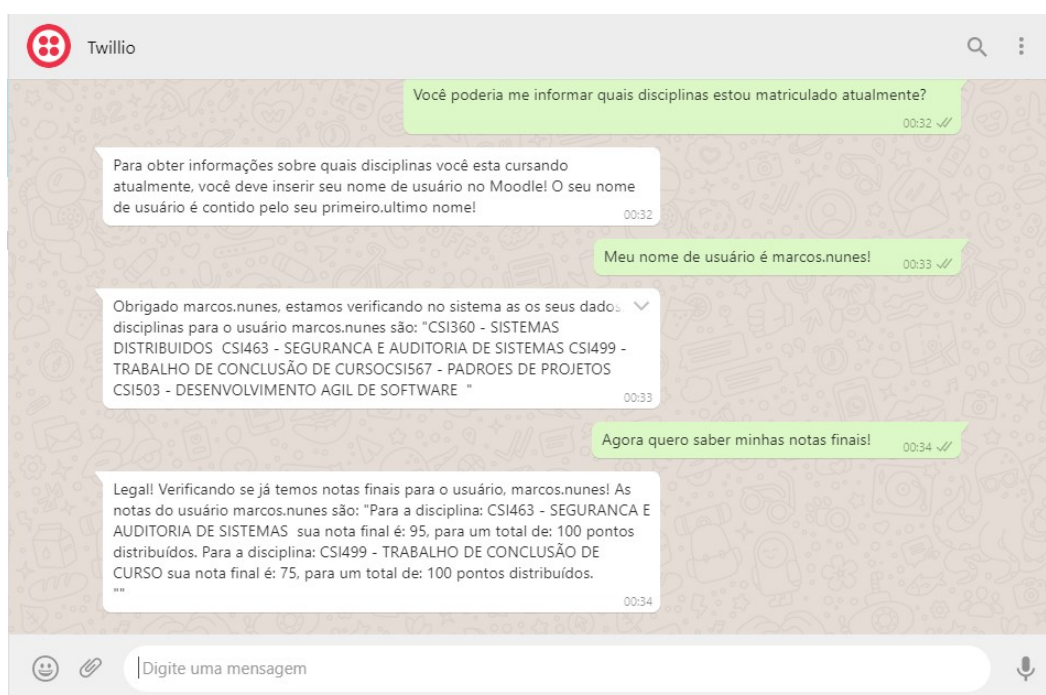 Twillio
Você poderia me informar quais disciplinas estou matriculado atualmente?
00:32
Para obter informações sobre quais disciplinas você esta cursando
atualmente, você deve inserir seu nome de usuário no Moodle! O seu nome
de usuário é contido pelo seu primeiro.ultimo nome!
00:32
Meu nome de usuário é marcos.nunes!
00:33
Obrigado marcos.nunes, estamos verificando no sistema as os seus dados
disciplinas para o usuário marcos.nunes são: "CSI360 - SISTEMAS
DISTRIBUIDOS CSI463 - SEGURANCA E AUDITORIA DE SISTEMAS CSI499 -
TRABALHO DE CONCLUSÃO DE CURSOCSI567 - PADROES DE PROJETOS
CSI503 - DESENVOLVIMENTO AGIL DE SOFTWARE "
00:33
Agora quero saber minhas notas finais!
00:34
Legal! Verificando se já temos notas finais para o usuário, marcos.nunes! As
notas do usuário marcos.nunes são: "Para a disciplina: CSI463 - SEGURANCA E
AUDITORIA DE SISTEMAS sua nota final é: 95, para um total de: 100 pontos
distribuídos. Para a disciplina: CSI499 - TRABALHO DE CONCLUSÃO DE
CURSO sua nota final é: 75, para um total de: 100 pontos distribuídos.
""
00:34
Digite uma mensagem